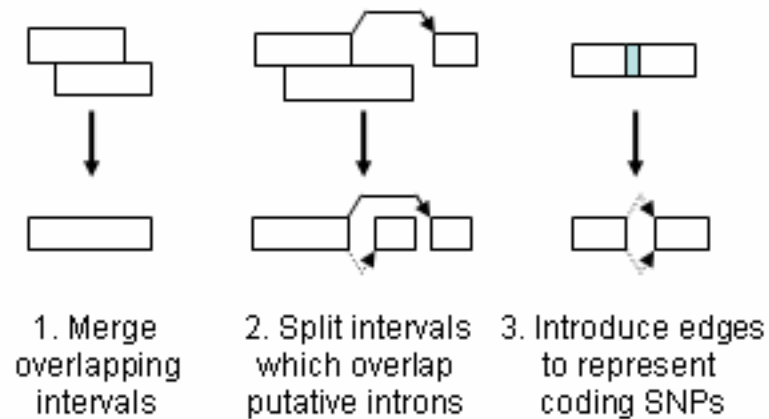 1. Merge
overlapping
intervals
2. Split intervals
which overlap
putative introns
3. Introduce edges
to represent
coding SNPs